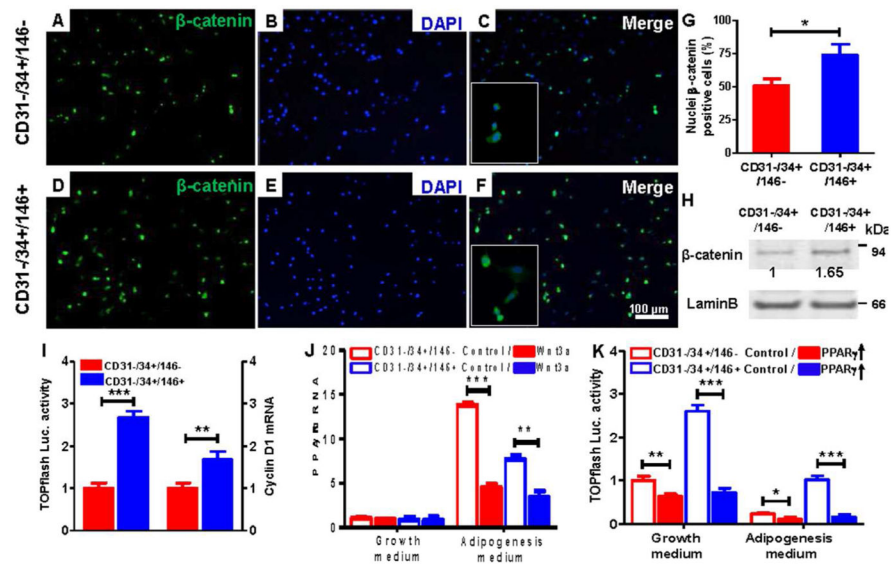 CD31-/34+/146-
A
β-catenin
B
DAPI
C
Merge
CD31-/34+/146+
D
β-catenin
E
DAPI
F
Merge
100 μm
G
Nuclei β-catenin
positive cells (%)
100
75
50
25
0
*
CD31-/34+
/146-
CD31-/34+
/146+
H
CD31-/34+
/146-
CD31-/34+
/146+
kDa
β-catenin
94
1
1.65
LaminB
66
I
CD31-/34+/146-
CD31-/34+/146+
TOPflash Luc. activity
4
3
2
1
0
***
**
4
3
2
1
0
Cyclin D1 mRNA
J
CD31-/34+/146- Control / Wnt3a
CD31-/34+/146+ Control / Wnt3a
20
15
10
5
0
***
**
Growth
medium
Adipogenesis
medium
K
CD31-/34+/146- Control / PPARγ↑
CD31-/34+/146+ Control / PPARγ↑
TOPflash Luc. activity
4
3
2
1
0
**
***
*
***
Growth
medium
Adipogenesis
medium